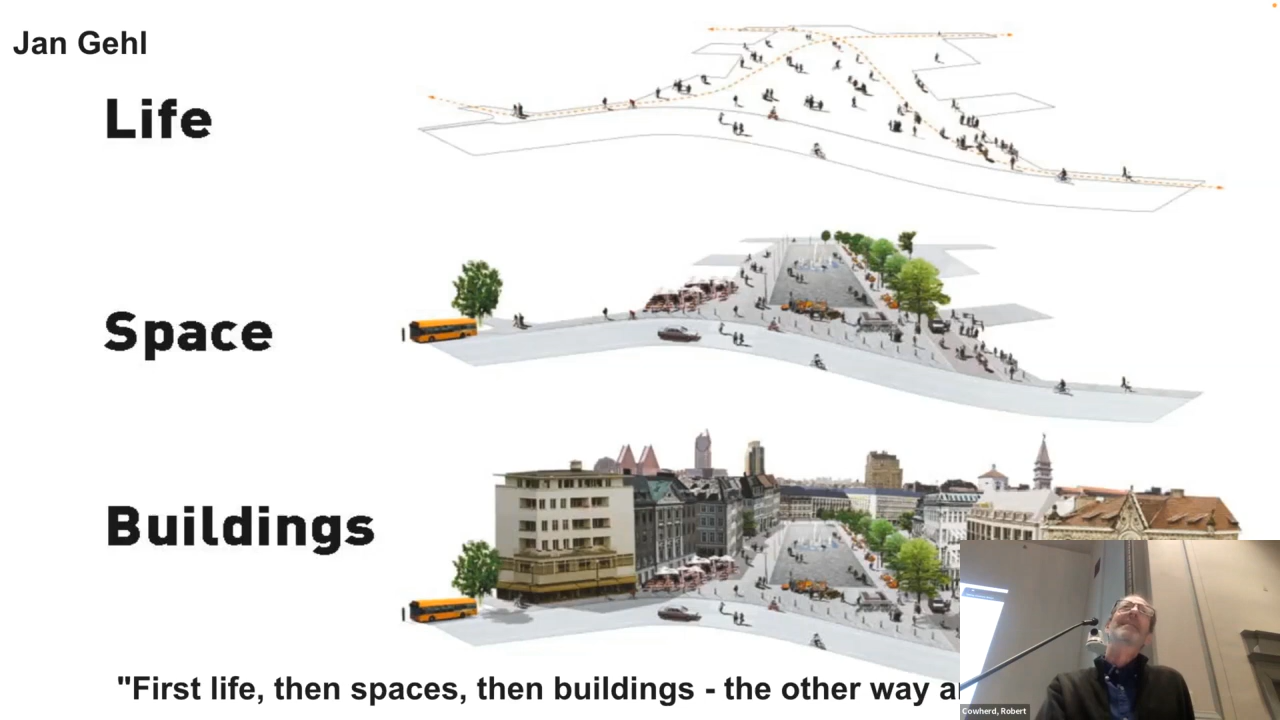 Jan Gehl
Life
Space
Buildings
"First life, then spaces, then buildings - the other way
Cowherd, Robert